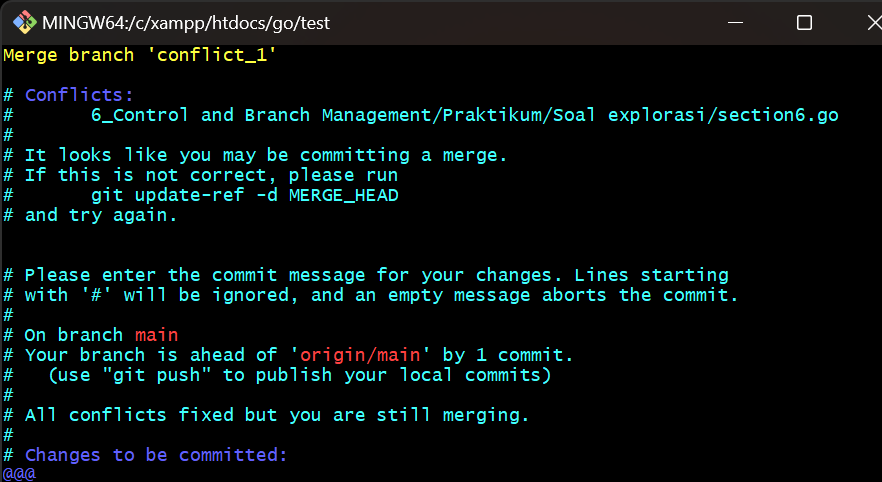 MINGW64:/c/xampp/htdocs/go/test
Merge branch 'conflict_1'
# Conflicts:
#       6_Control and Branch Management/Praktikum/Soal explorasi/section6.go
#
# It looks like you may be committing a merge.
# If this is not correct, please run
#       git update-ref -d MERGE_HEAD
# and try again.
# Please enter the commit message for your changes. Lines starting
# with '#' will be ignored, and an empty message aborts the commit.
#
# On branch main
# Your branch is ahead of 'origin/main' by 1 commit.
#   (use "git push" to publish your local commits)
#
# All conflicts fixed but you are still merging.
#
# Changes to be committed:
@@@